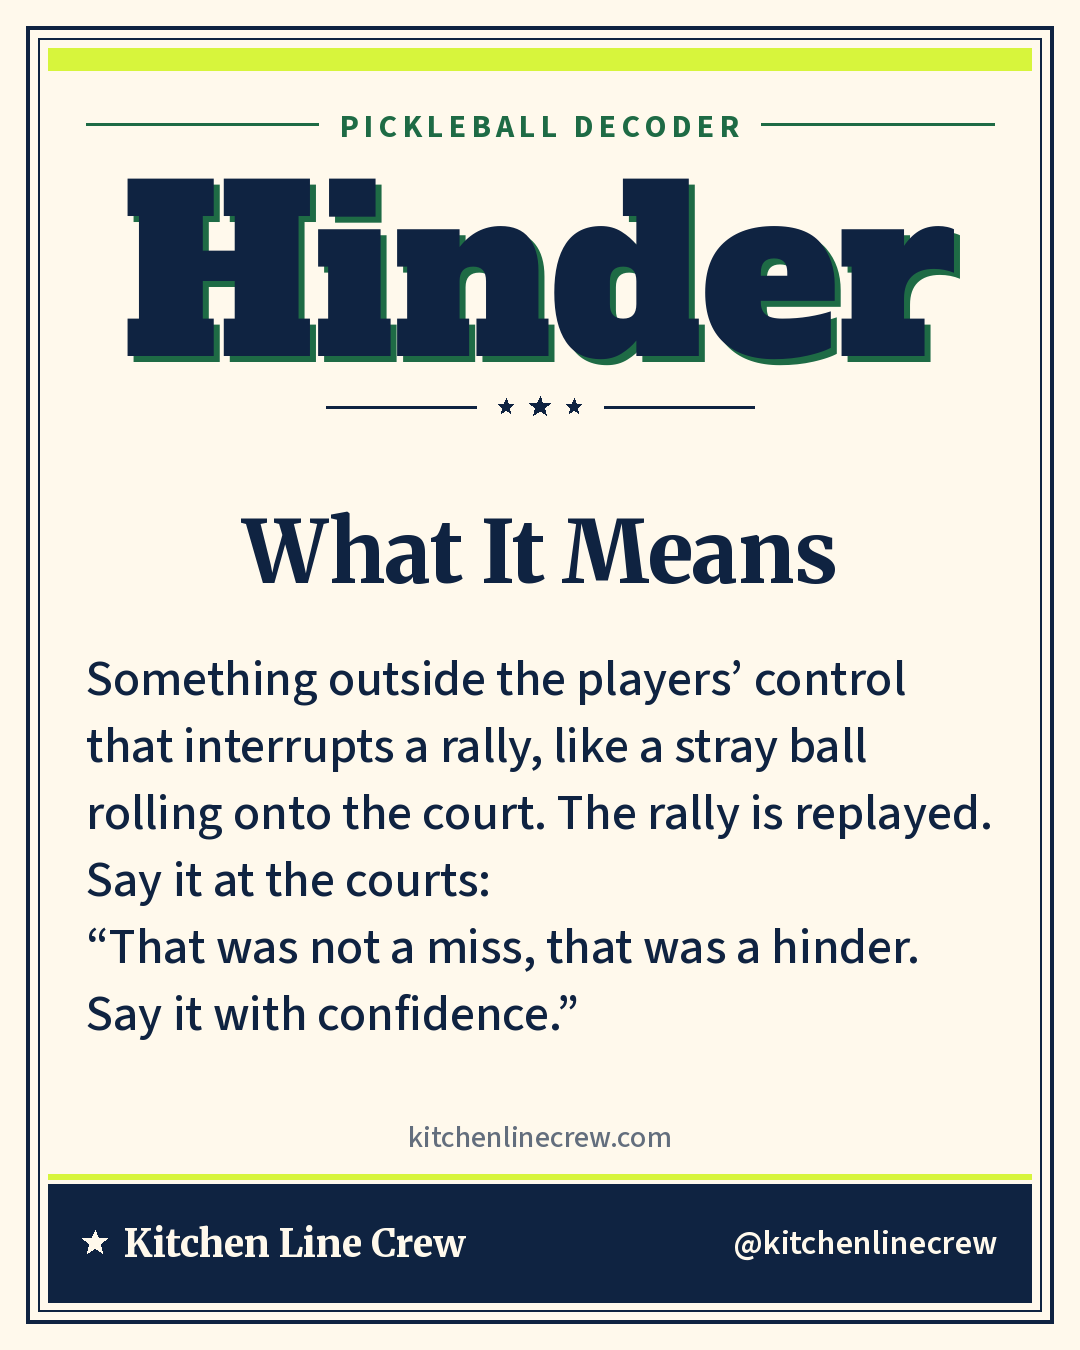 PICKLEBALL DECODER
Hinder
What It Means
Something outside the players’ control
that interrupts a rally, like a stray ball
rolling onto the court. The rally is replayed.
Say it at the courts:
“That was not a miss, that was a hinder.
Say it with confidence.”
kitchenlinecrew.com
Kitchen Line Crew
@kitchenlinecrew